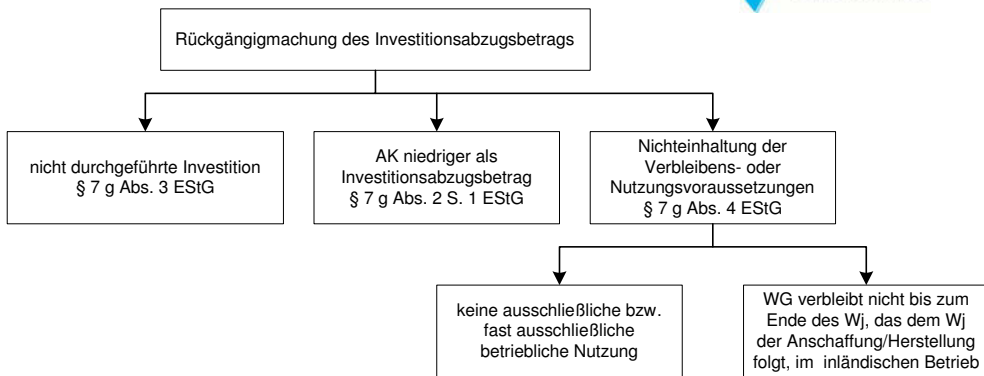 Rückgängigmachung des Investitionsabzugsbetrags
nicht durchgeführte Investition
§ 7 g Abs. 3 EStG
AK niedriger als
Investitionsabzugsbetrag
§ 7 g Abs. 2 S. 1 EStG
Nichteinhaltung der
Verbleibens- oder
Nutzungsvoraussetzungen
§ 7 g Abs. 4 EStG
keine ausschließliche bzw.
fast ausschließliche
betriebliche Nutzung
WG verbleibt nicht bis zum
Ende des Wj, das dem Wj
der Anschaffung/Herstellung
folgt, im inländischen Betrieb